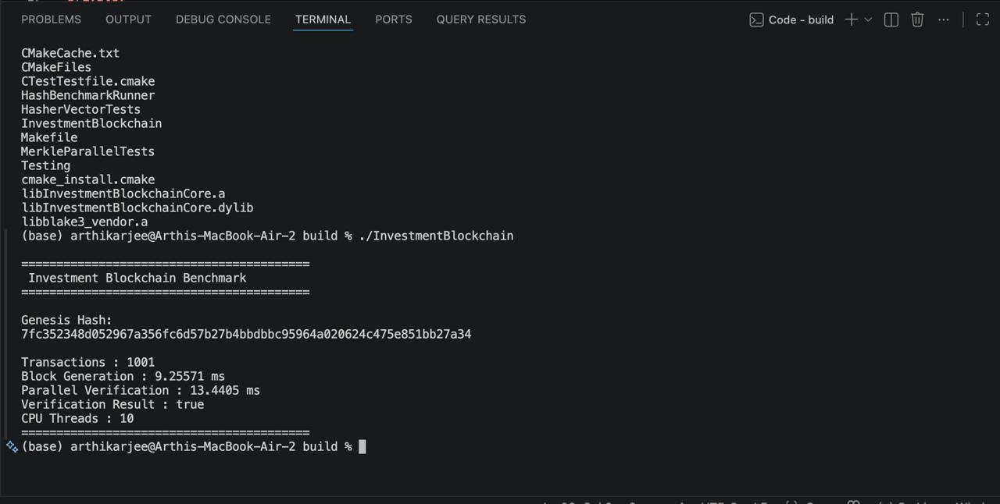 PROBLEMS OUTPUT DEBUG CONSOLE TERMINAL PORTS QUERY RESULTS Code - build
CMakeCache.txt
CMakeFiles
CTestTestfile.cmake
HashBenchmarkRunner
HasherVectorTests
InvestmentBlockchain
Makefile
MerkleParallelTests
Testing
cmake_install.cmake
libInvestmentBlockchainCore.a
libInvestmentBlockchainCore.dylib
libblake3_vendor.a
(base) arthikarjee@Arthis-MacBook-Air-2 build % ./InvestmentBlockchain
=========================================
Investment Blockchain Benchmark
=========================================
Genesis Hash:
7fc352348d052967a356fc6d57b27b4bbdbbc95964a020624c475e851bb27a34
Transactions : 1001
Block Generation : 9.25571 ms
Parallel Verification : 13.4405 ms
Verification Result : true
CPU Threads : 10
=========================================
(base) arthikarjee@Arthis-MacBook-Air-2 build %